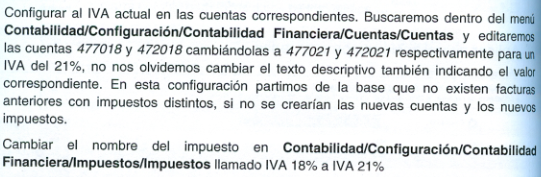 Configurar al IVA actual en las cuentas correspondientes. Buscaremos dentro del menú
Contabilidad/Configuración/Contabilidad Financiera/Cuentas/Cuentas y editaremos
las cuentas 477018 y 472018 cambiándolas a 477021 y 472021 respectivamente para un
IVA del 21%, no nos olvidemos cambiar el texto descriptivo también indicando el valor
correspondiente. En esta configuración partimos de la base que no existen facturas
anteriores con impuestos distintos, si no se crearían las nuevas cuentas y los nuevos
impuestos.
Cambiar el nombre del impuesto en Contabilidad/Configuración/Contabilidad
Financiera/Impuestos/Impuestos llamado IVA 18% a IVA 21%